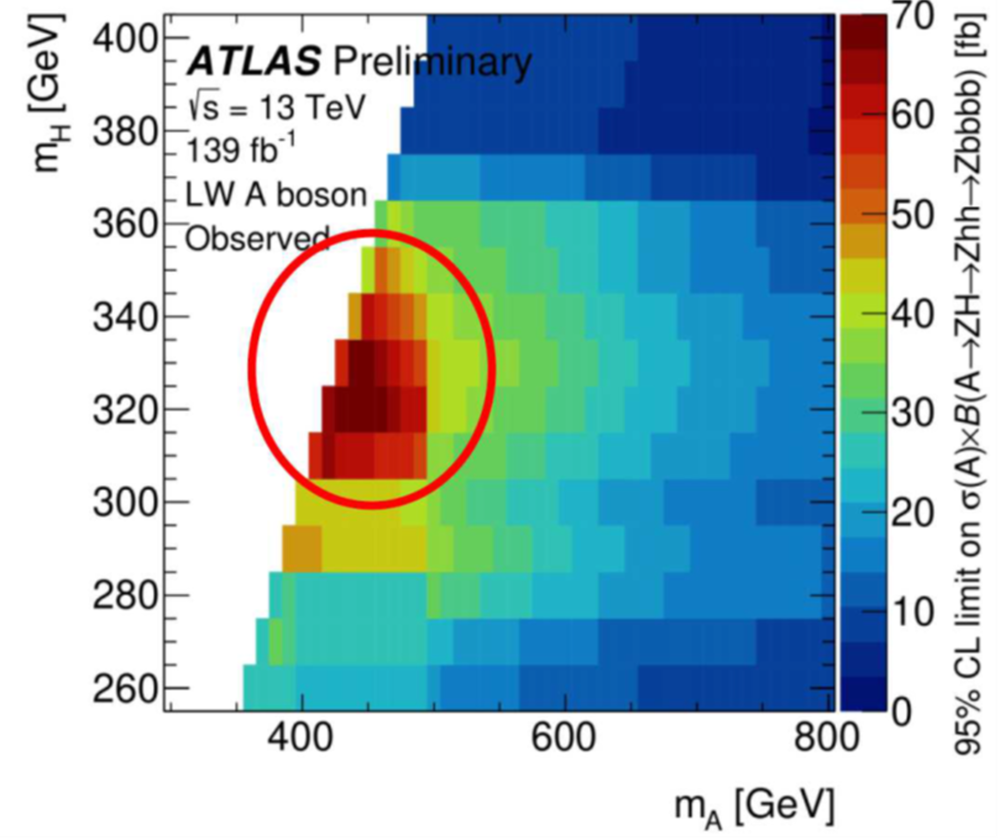 ATLAS Preliminary
√s = 13 TeV
139 fb⁻¹
LW A boson
Observed
m_H [GeV]
400
380
360
340
320
300
280
260
400 600 800
m_A [GeV]
70
60
50
40
30
20
10
0
95% CL limit on σ(A)×B(A→ZH→Zhh→Zbbbb) [fb]